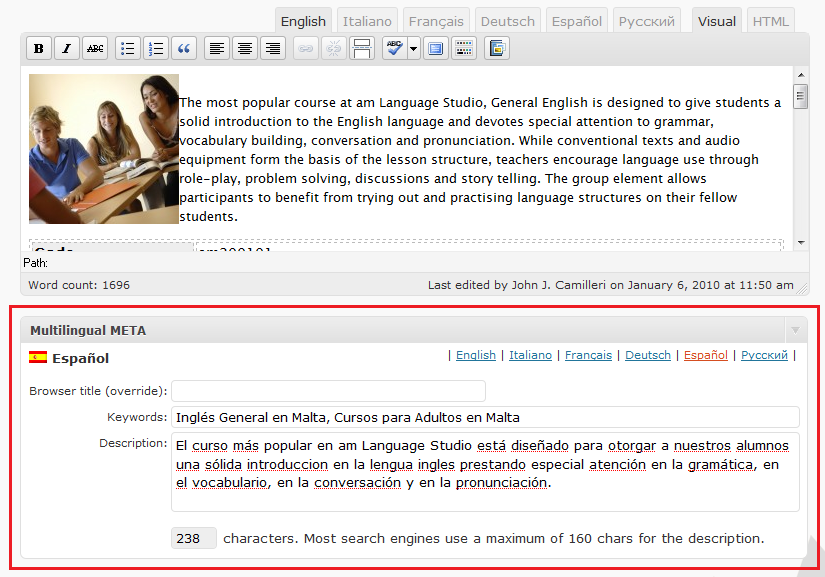 English Italiano Français Deutsch Español Русский Visual HTML
B I ABC ABC
The most popular course at am Language Studio, General English is designed to give students a
solid introduction to the English language and devotes special attention to grammar,
vocabulary building, conversation and pronunciation. While conventional texts and audio
equipment form the basis of the lesson structure, teachers encourage language use through
role-play, problem solving, discussions and story telling. The group element allows
participants to benefit from trying out and practising language structures on their fellow
students.
Path:
Word count: 1696 Last edited by John J. Camilleri on January 6, 2010 at 11:50 am
Multilingual META
Español | English | Italiano | Français | Deutsch | Español | Русский |
Browser title (override):
Keywords: Inglés General en Malta, Cursos para Adultos en Malta
Description: El curso más popular en am Language Studio está diseñado para otorgar a nuestros alumnos
una sólida introduccion en la lengua ingles prestando especial atención en la gramática, en
el vocabulario, en la conversación y en la pronunciación.
238 characters. Most search engines use a maximum of 160 chars for the description.